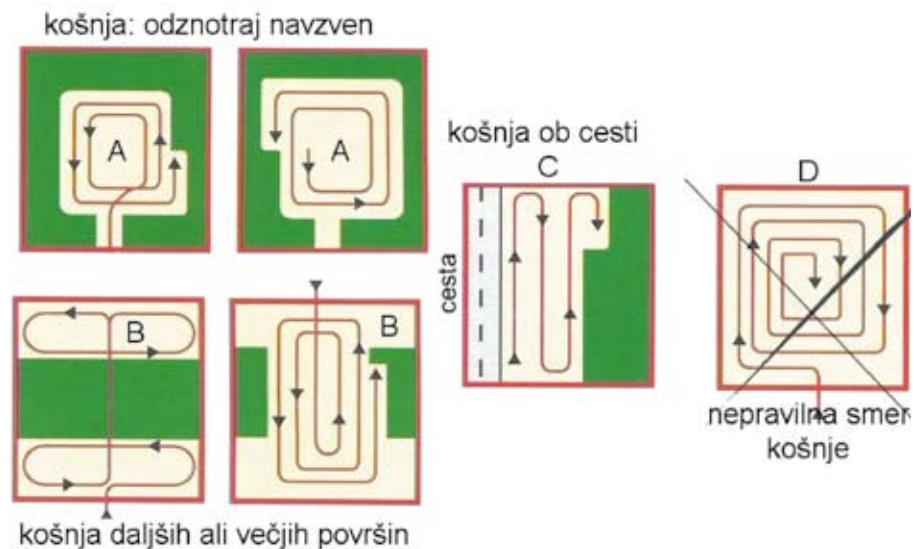 košnja: odznotraj navzven
A
A
košnja ob cesti
C
D
cesta
B
B
nepravilna smer
košnje
košnja daljših ali večjih površin